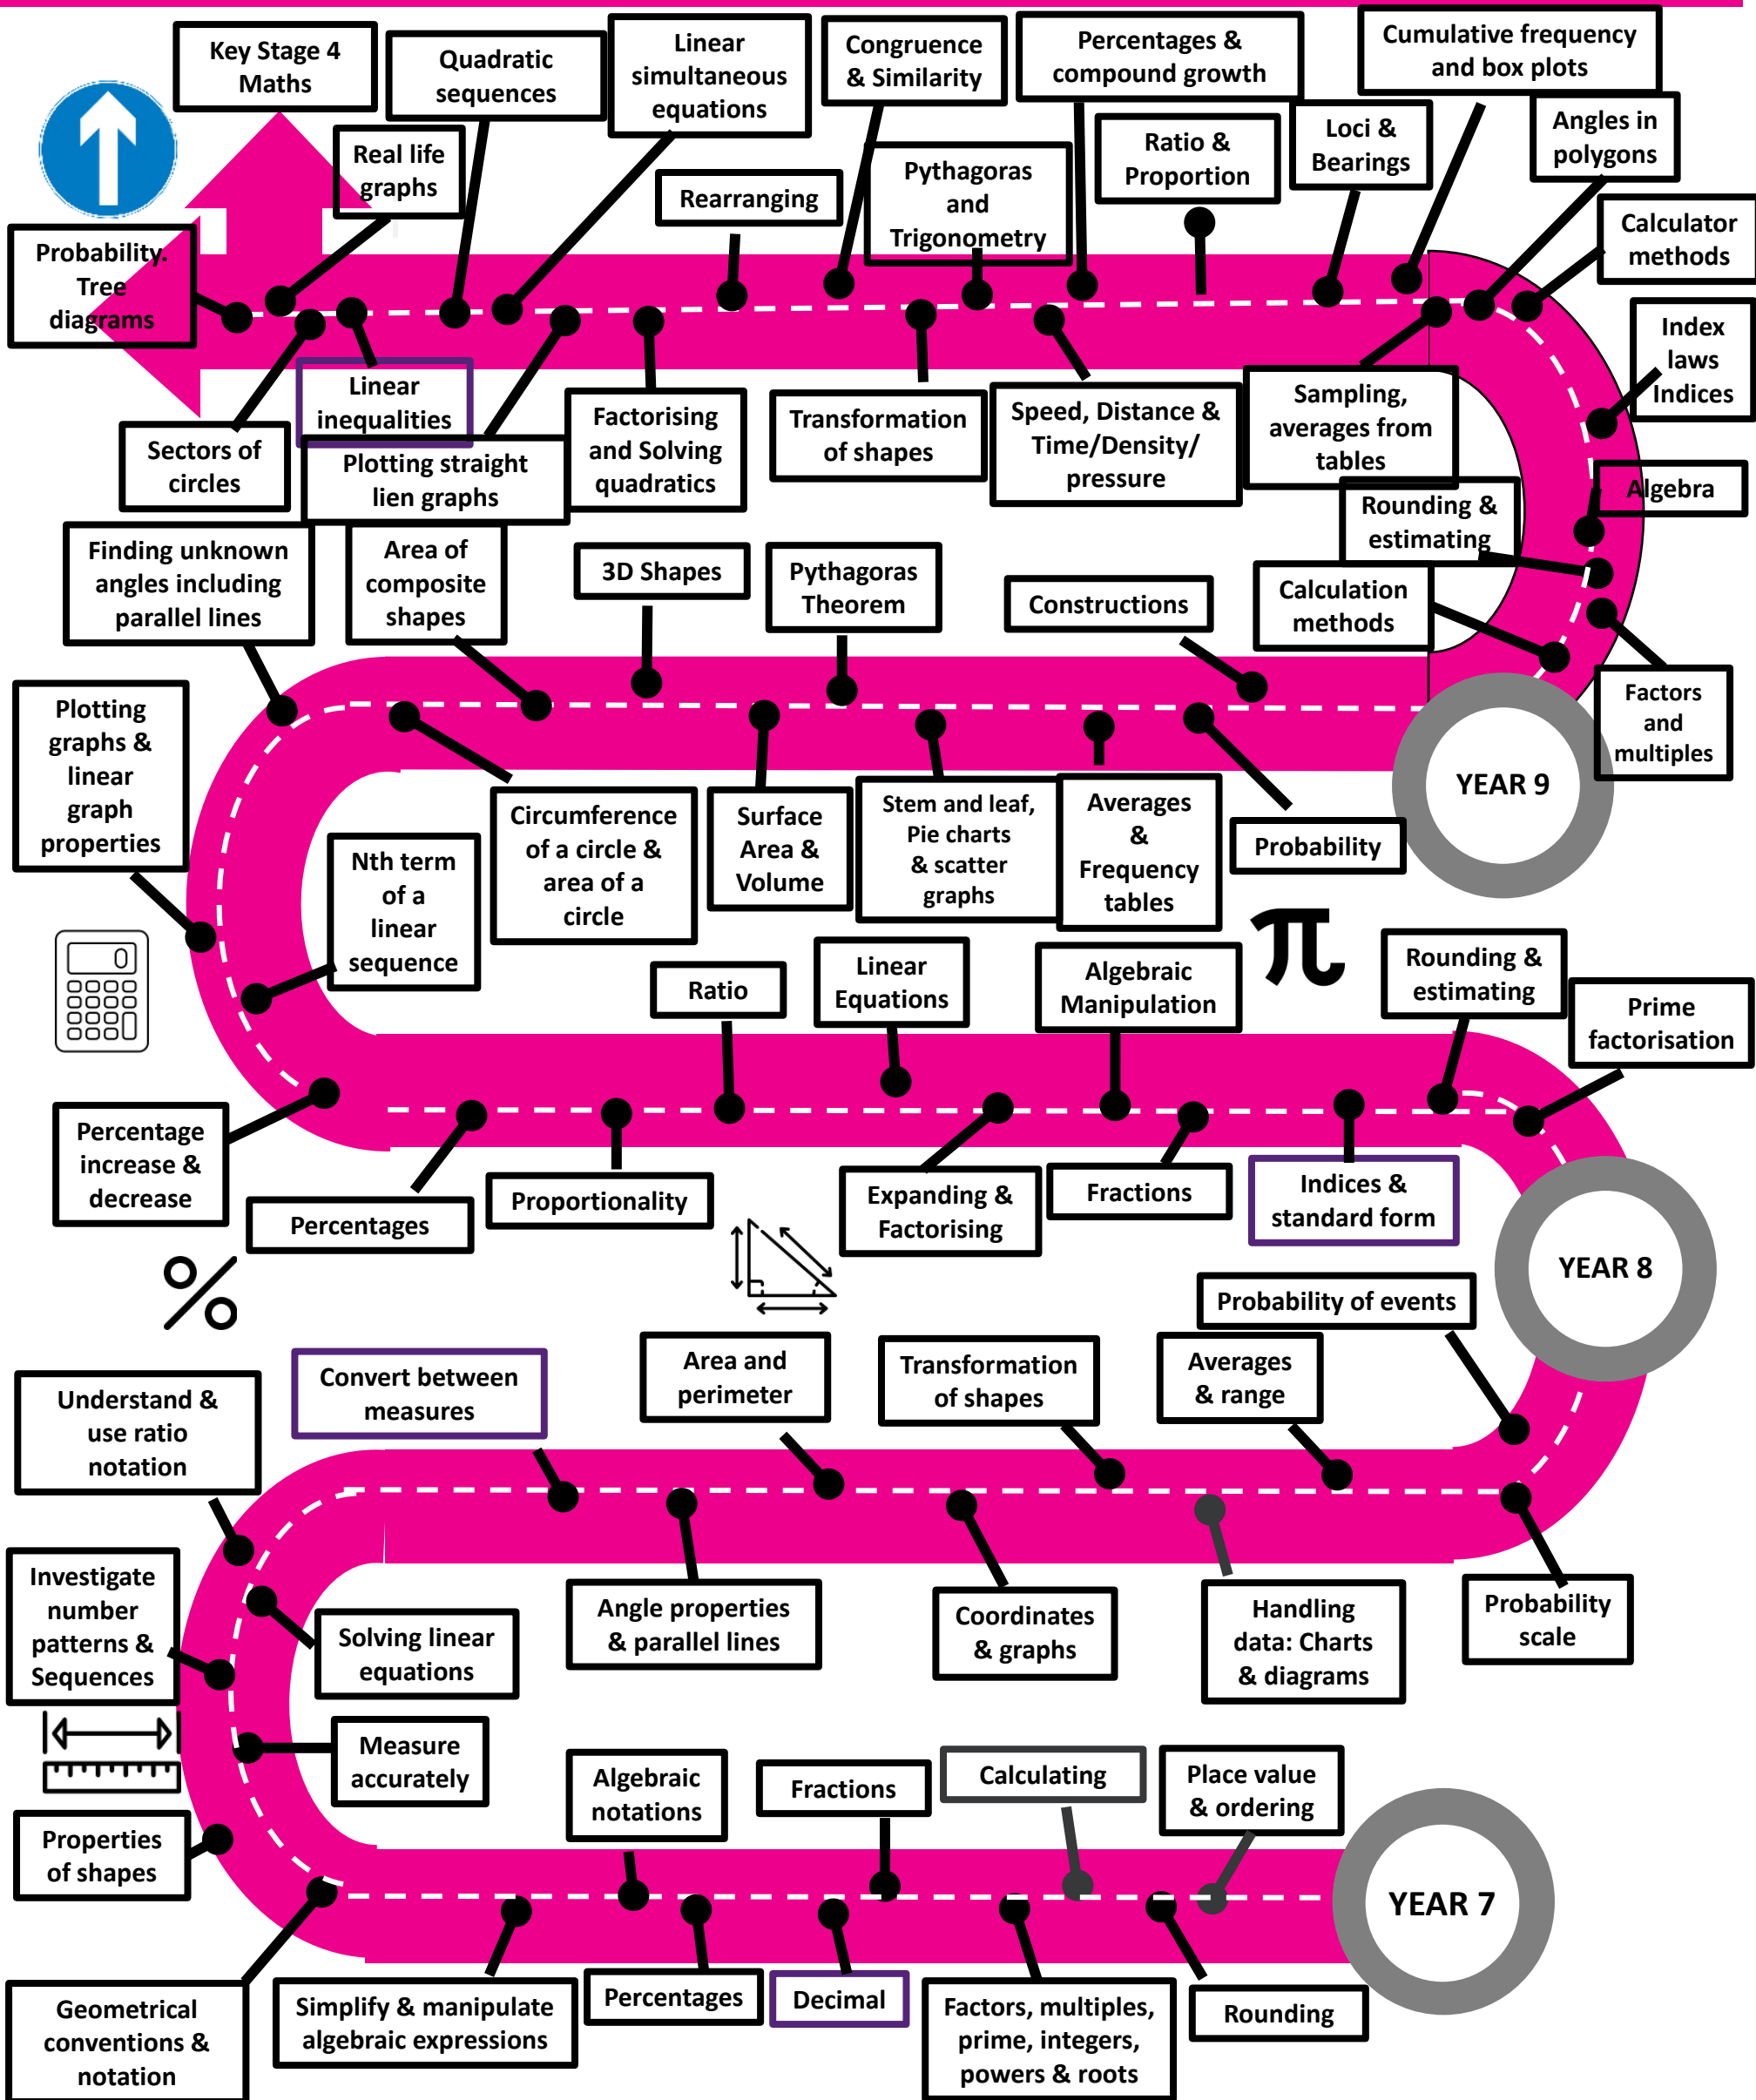 Key Stage 4
Maths
Quadratic
sequences
Linear
simultaneous
equations
Congruence
& Similarity
Percentages &
compound growth
Cumulative frequency
and box plots
Real life
graphs
Rearranging
Pythagoras
and
Trigonometry
Ratio &
Proportion
Loci &
Bearings
Angles in
polygons
Probability.
Tree
diagrams
Calculator
methods
Index
laws
Indices
Sectors of
circles
Linear
inequalities
Plotting straight
lien graphs
Factorising
and Solving
quadratics
Transformation
of shapes
Speed, Distance &
Time/Density/
pressure
Sampling,
averages from
tables
Algebra
Rounding &
estimating
Finding unknown
angles including
parallel lines
Area of
composite
shapes
3D Shapes
Pythagoras
Theorem
Constructions
Calculation
methods
Factors
and
multiples
Plotting
graphs &
linear
graph
properties
YEAR 9
Nth term
of a
linear
sequence
Circumference
of a circle &
area of a
circle
Surface
Area &
Volume
Stem and leaf,
Pie charts
& scatter
graphs
Averages
&
Frequency
tables
Probability
π
0
Ratio
Linear
Equations
Algebraic
Manipulation
Rounding &
estimating
Prime
factorisation
Percentage
increase &
decrease
Percentages
Proportionality
Expanding &
Factorising
Fractions
Indices &
standard form
YEAR 8
%
Probability of events
Understand &
use ratio
notation
Convert between
measures
Area and
perimeter
Transformation
of shapes
Averages
& range
Investigate
number
patterns &
Sequences
Solving linear
equations
Angle properties
& parallel lines
Coordinates
& graphs
Handling
data: Charts
& diagrams
Probability
scale
Measure
accurately
Algebraic
notations
Fractions
Calculating
Place value
& ordering
Properties
of shapes
YEAR 7
Geometrical
conventions &
notation
Simplify & manipulate
algebraic expressions
Percentages
Decimal
Factors, multiples,
prime, integers,
powers & roots
Rounding